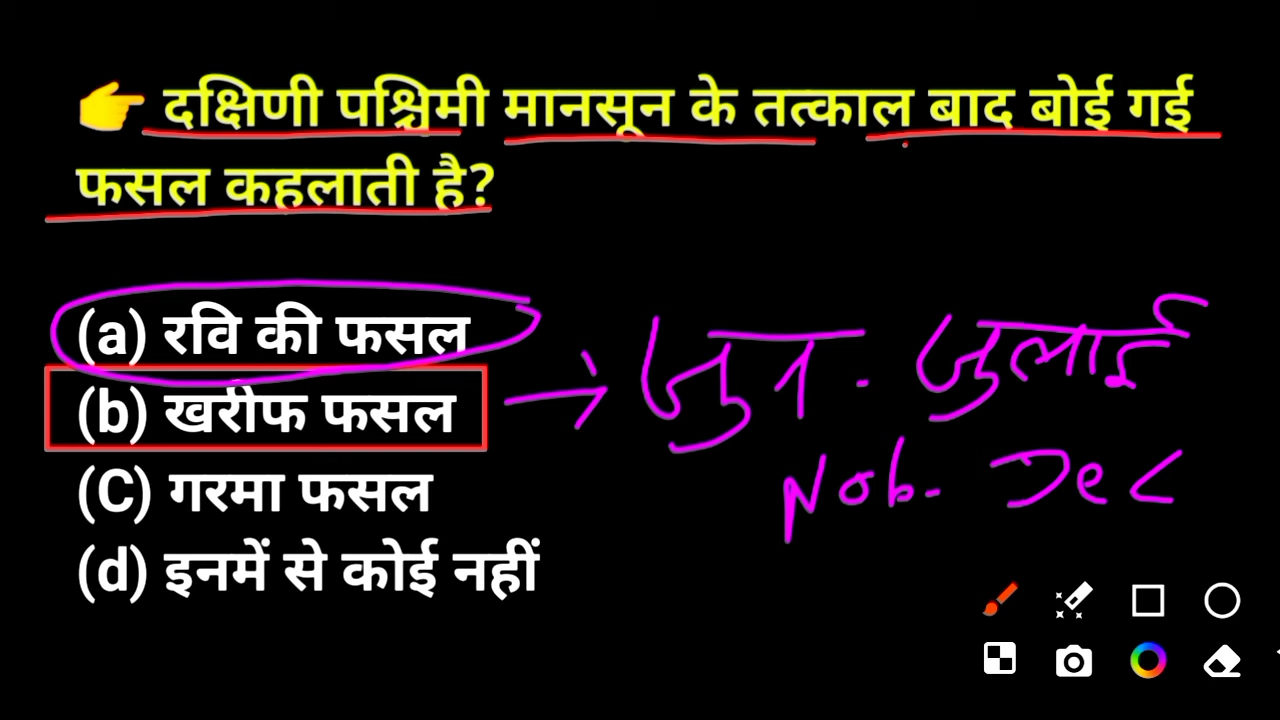 👉 दक्षिणी पश्चिमी मानसून के तत्काल बाद बोई गई
फसल कहलाती है?
(a) रवि की फसल
(b) खरीफ फसल → जुन - जुलाई
Nob - Dec
(C) गरमा फसल
(d) इनमें से कोई नहीं